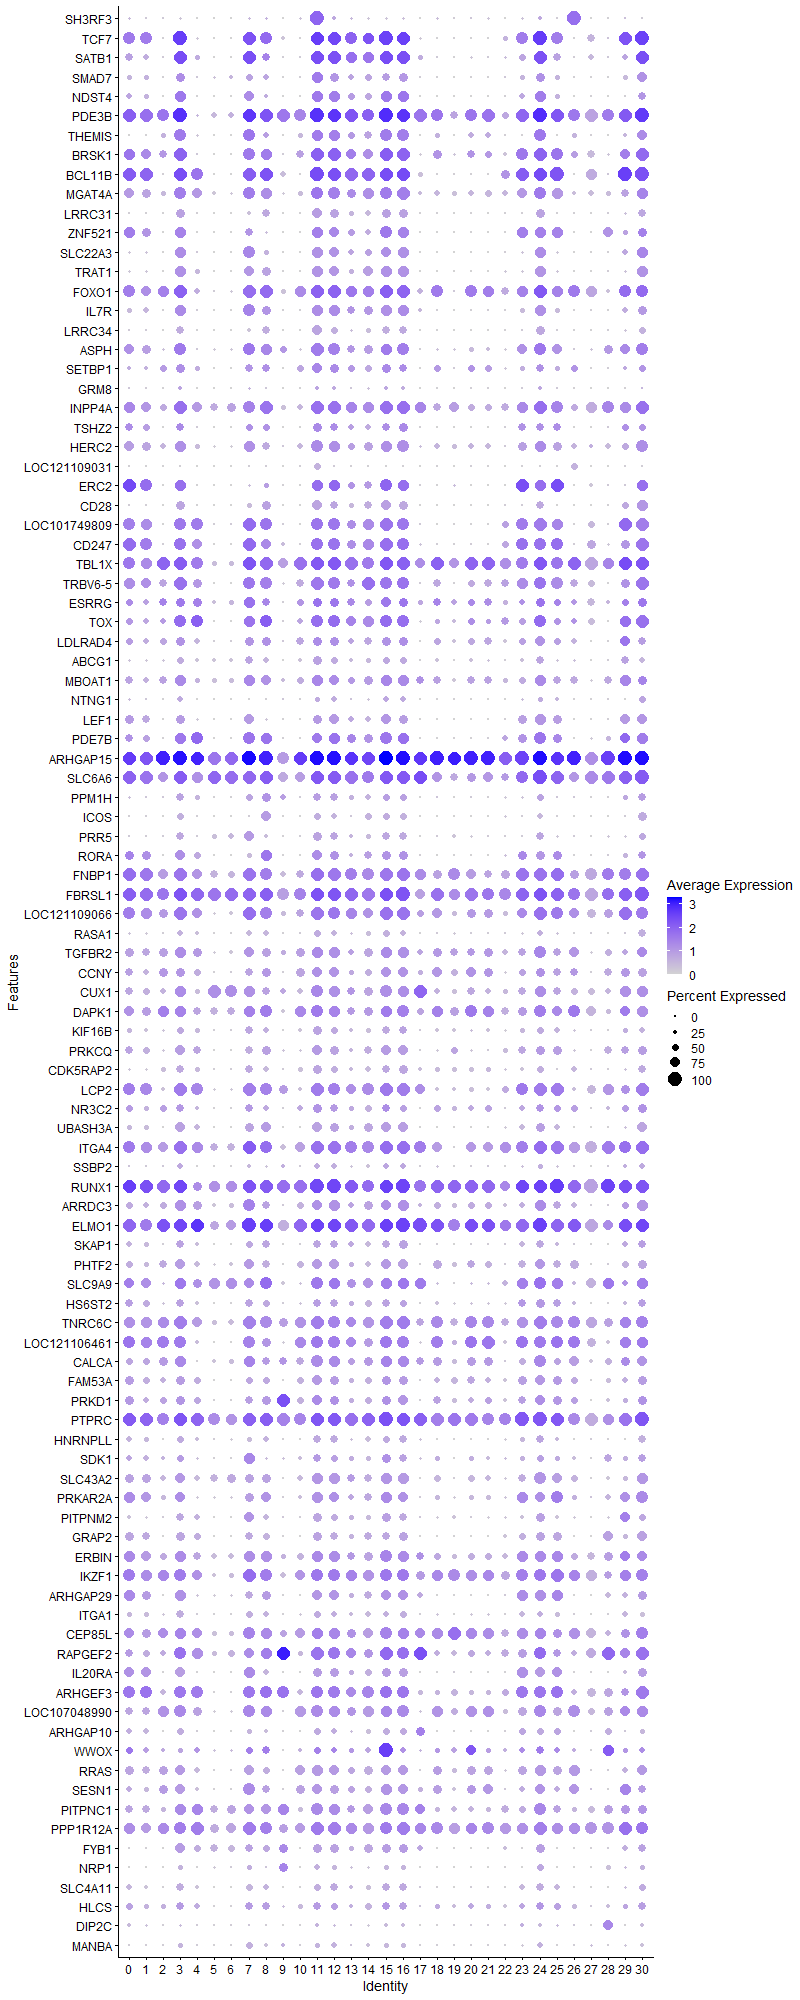 SH3RF3
TCF7
SATB1
SMAD7
NDST4
PDE3B
THEMIS
BRSK1
BCL11B
MGAT4A
LRRC31
ZNF521
SLC22A3
TRAT1
FOXO1
IL7R
LRRC34
ASPH
SETBP1
GRM8
INPP4A
TSHZ2
HERC2
LOC121109031
ERC2
CD28
LOC101749809
CD247
TBL1X
TRBV6-5
ESRRG
TOX
LDLRAD4
ABCG1
MBOAT1
NTNG1
LEF1
PDE7B
ARHGAP15
SLC6A6
PPM1H
ICOS
PRR5
RORA
FNBP1
FBRSL1
LOC121109066
RASA1
TGFBR2
CCNY
CUX1
DAPK1
KIF16B
PRKCQ
CDK5RAP2
LCP2
NR3C2
UBASH3A
ITGA4
SSBP2
RUNX1
ARRDC3
ELMO1
SKAP1
PHTF2
SLC9A9
HS6ST2
TNRC6C
LOC121106461
CALCA
FAM53A
PRKD1
PTPRC
HNRNPLL
SDK1
SLC43A2
PRKAR2A
PITPNM2
GRAP2
ERBIN
IKZF1
ARHGAP29
ITGA1
CEP85L
RAPGEF2
IL20RA
ARHGEF3
LOC107048990
ARHGAP10
WWOX
RRAS
SESN1
PITPNC1
PPP1R12A
FYB1
NRP1
SLC4A11
HLCS
DIP2C
MANBA
Features
0 1 2 3 4 5 6 7 8 9 10 11 12 13 14 15 16 17 18 19 20 21 22 23 24 25 26 27 28 29 30
Identity
Average Expression
3
2
1
0
Percent Expressed
0
25
50
75
100